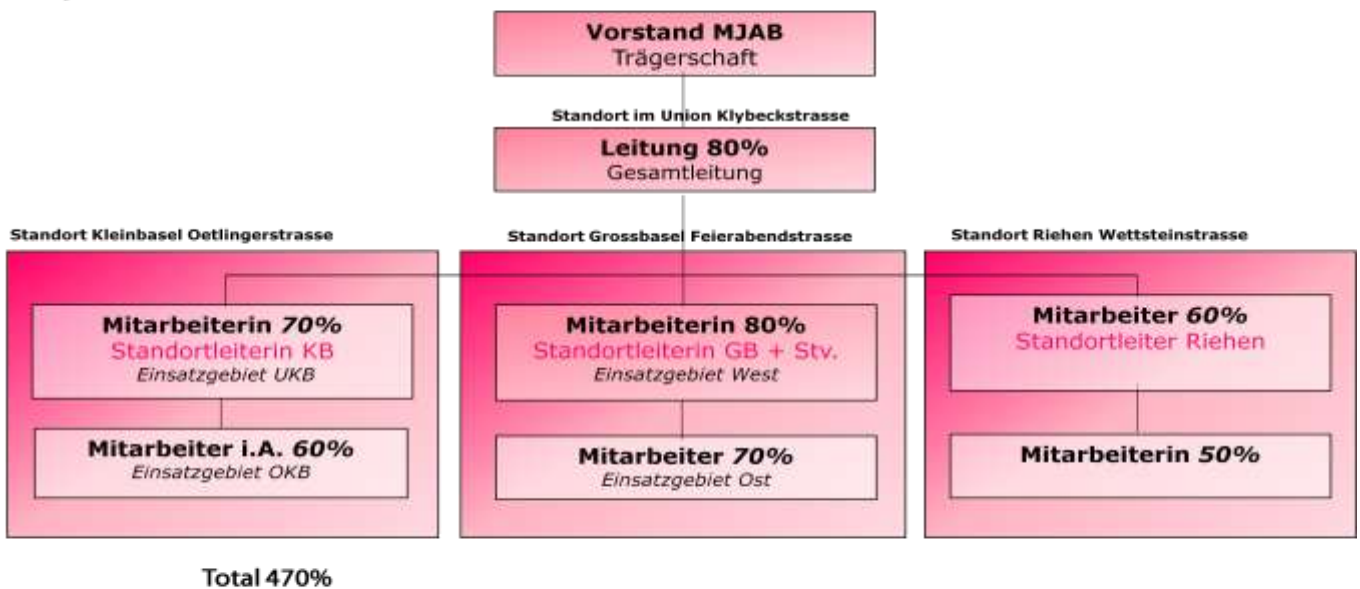 Vorstand MJAB
Trägerschaft
Standort im Union Klybeckstrasse
Leitung 80%
Gesamtleitung
Standort Kleinbasel Oetlingerstrasse
Mitarbeiterin 70%
Standortleiterin KB
Einsatzgebiet UKB
Mitarbeiter i.A. 60%
Einsatzgebiet OKB
Standort Grossbasel Feierabendstrasse
Mitarbeiterin 80%
Standortleiterin GB + Stv.
Einsatzgebiet West
Mitarbeiter 70%
Einsatzgebiet Ost
Standort Riehen Wettsteinstrasse
Mitarbeiter 60%
Standortleiter Riehen
Mitarbeiterin 50%
Total 470%